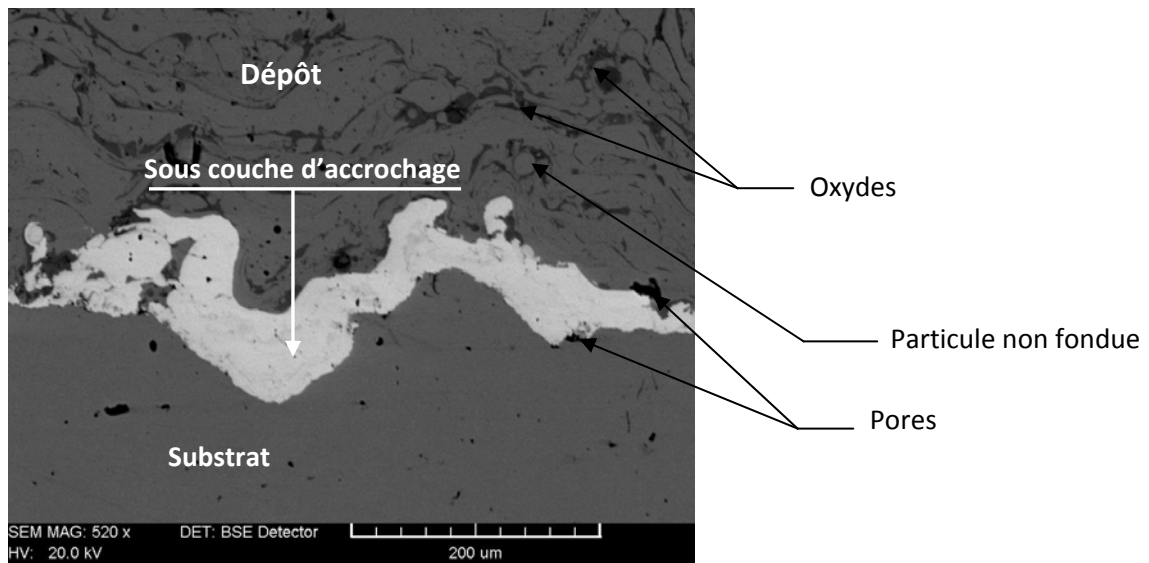 Dépôt
Sous couche d'accrochage
Oxydes
Particule non fondue
Pores
Substrat
SEM MAG: 520 x DET: BSE Detector
HV: 20.0 kV 200 um